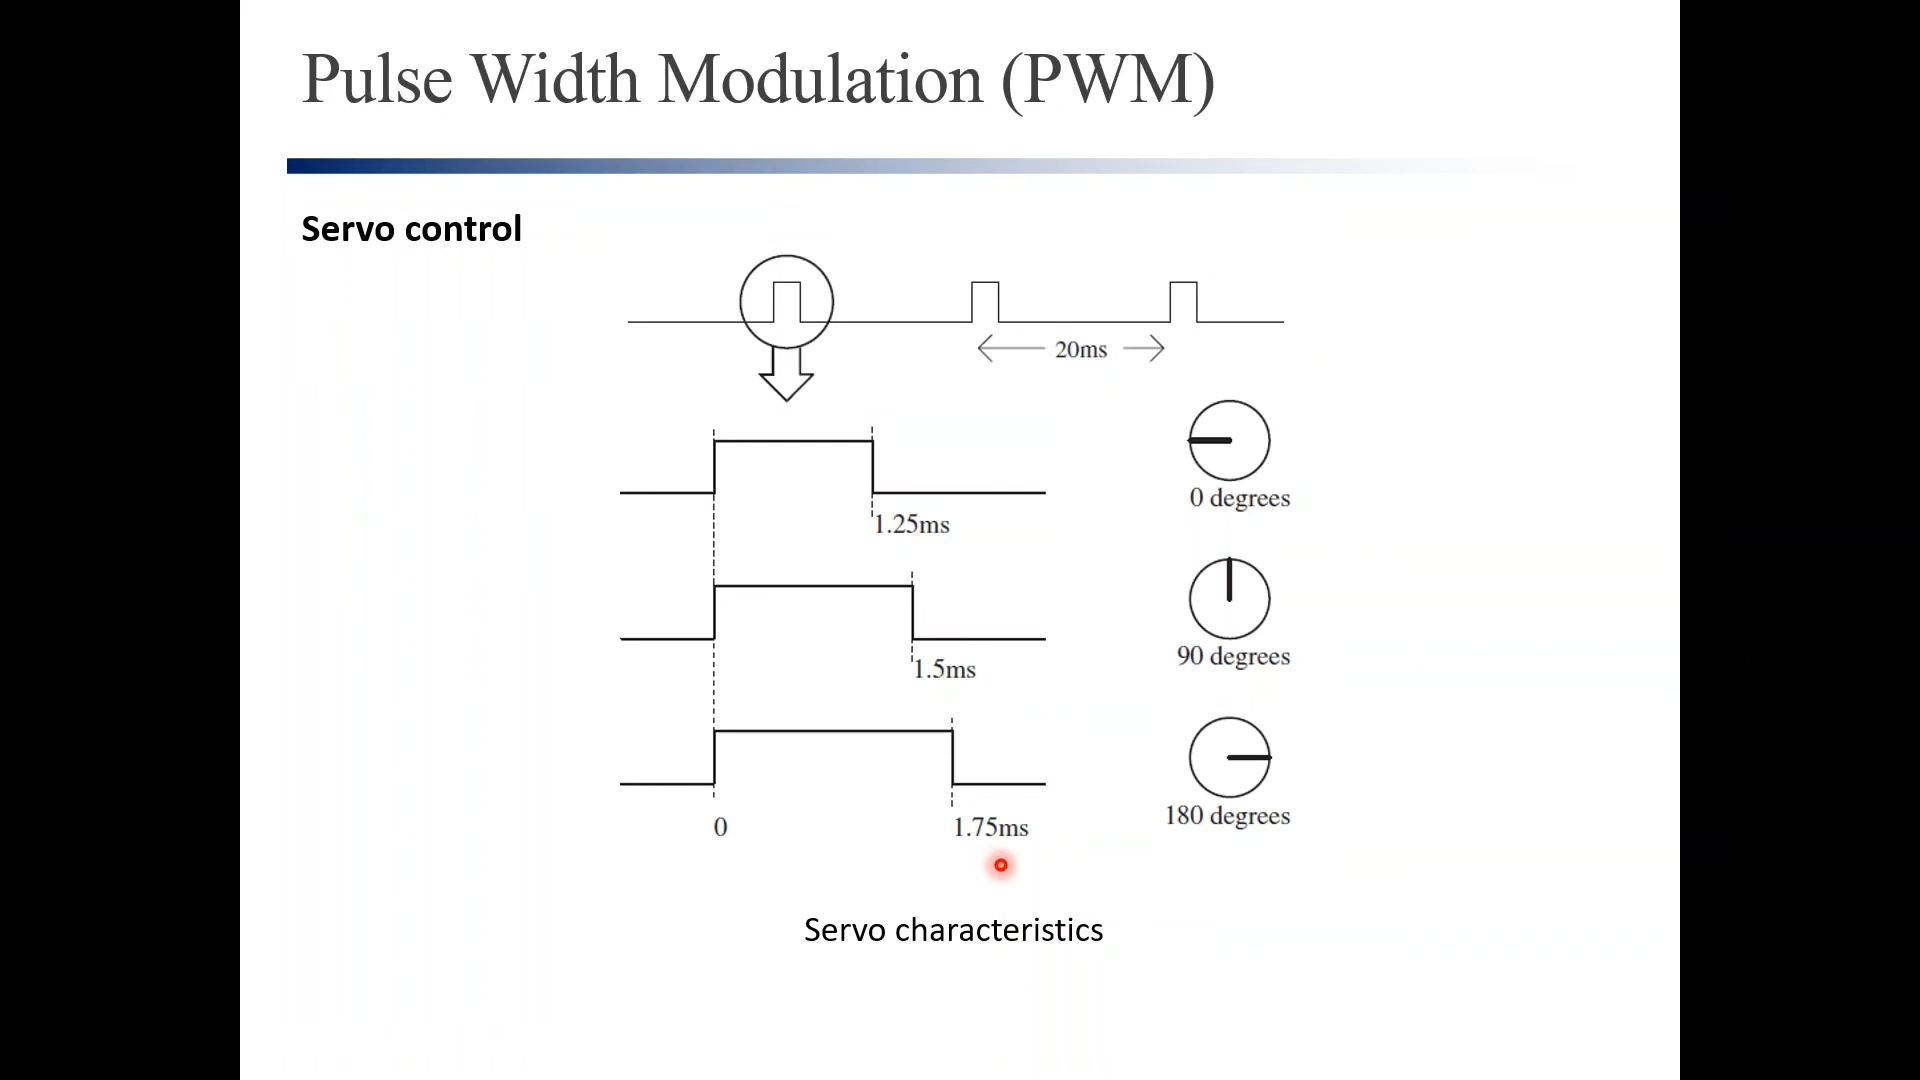 Pulse Width Modulation (PWM)
Servo control
20ms
0 degrees
1.25ms
90 degrees
1.5ms
180 degrees
0
1.75ms
Servo characteristics